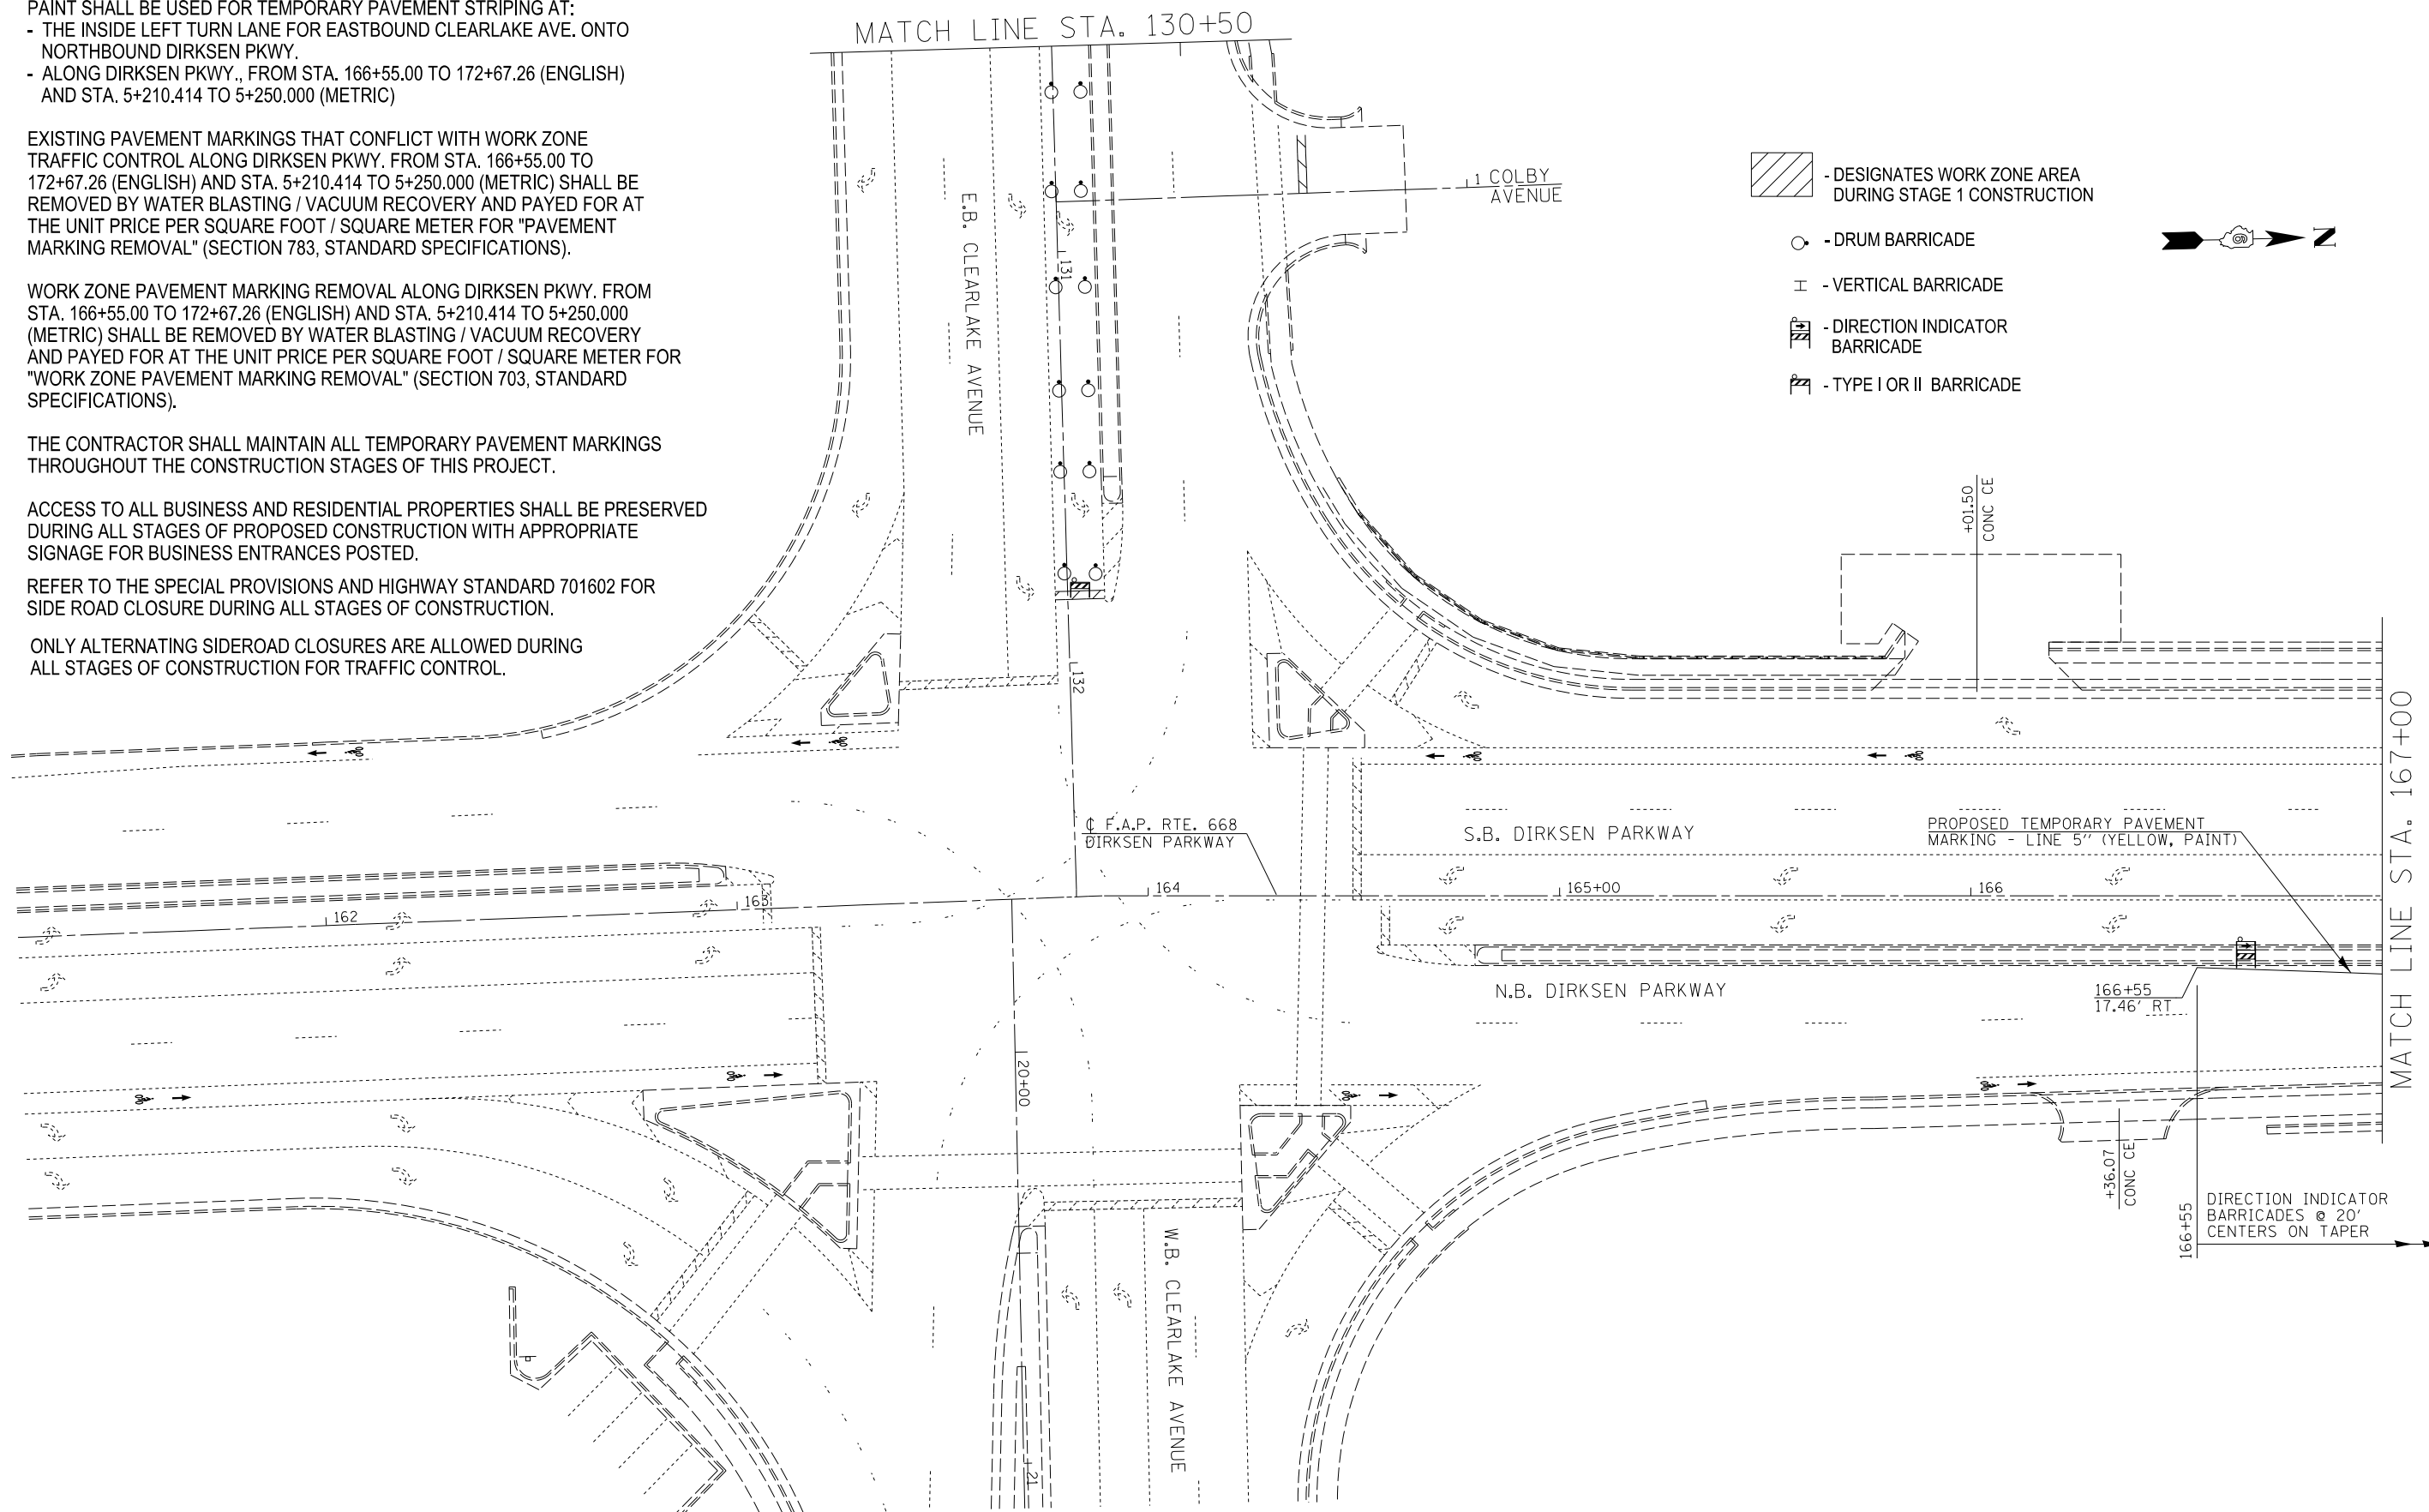 PAINT SHALL BE USED FOR TEMPORARY PAVEMENT STRIPING AT:
- THE INSIDE LEFT TURN LANE FOR EASTBOUND CLEARLAKE AVE. ONTO
NORTHBOUND DIRKSEN PKWY.
- ALONG DIRKSEN PKWY., FROM STA. 166+55.00 TO 172+67.26 (ENGLISH)
AND STA. 5+210.414 TO 5+250.000 (METRIC)
EXISTING PAVEMENT MARKINGS THAT CONFLICT WITH WORK ZONE
TRAFFIC CONTROL ALONG DIRKSEN PKWY. FROM STA. 166+55.00 TO
172+67.26 (ENGLISH) AND STA. 5+210.414 TO 5+250.000 (METRIC) SHALL BE
REMOVED BY WATER BLASTING / VACUUM RECOVERY AND PAYED FOR AT
THE UNIT PRICE PER SQUARE FOOT / SQUARE METER FOR "PAVEMENT
MARKING REMOVAL" (SECTION 783, STANDARD SPECIFICATIONS).
WORK ZONE PAVEMENT MARKING REMOVAL ALONG DIRKSEN PKWY. FROM
STA. 166+55.00 TO 172+67.26 (ENGLISH) AND STA. 5+210.414 TO 5+250.000
(METRIC) SHALL BE REMOVED BY WATER BLASTING / VACUUM RECOVERY
AND PAYED FOR AT THE UNIT PRICE PER SQUARE FOOT / SQUARE METER FOR
"WORK ZONE PAVEMENT MARKING REMOVAL" (SECTION 703, STANDARD
SPECIFICATIONS).
THE CONTRACTOR SHALL MAINTAIN ALL TEMPORARY PAVEMENT MARKINGS
THROUGHOUT THE CONSTRUCTION STAGES OF THIS PROJECT.
ACCESS TO ALL BUSINESS AND RESIDENTIAL PROPERTIES SHALL BE PRESERVED
DURING ALL STAGES OF PROPOSED CONSTRUCTION WITH APPROPRIATE
SIGNAGE FOR BUSINESS ENTRANCES POSTED.
REFER TO THE SPECIAL PROVISIONS AND HIGHWAY STANDARD 701602 FOR
SIDE ROAD CLOSURE DURING ALL STAGES OF CONSTRUCTION.
ONLY ALTERNATING SIDEROAD CLOSURES ARE ALLOWED DURING
ALL STAGES OF CONSTRUCTION FOR TRAFFIC CONTROL.
MATCH LINE STA. 130+50
E.B. CLEARLAKE AVENUE
131
132
1 COLBY
AVENUE
- DESIGNATES WORK ZONE AREA
DURING STAGE 1 CONSTRUCTION
- DRUM BARRICADE
- VERTICAL BARRICADE
- DIRECTION INDICATOR
BARRICADE
- TYPE I OR II BARRICADE
N
+01.50
CONC CE
MATCH LINE STA. 167+00
℄ F.A.P. RTE. 668
DIRKSEN PARKWAY
S.B. DIRKSEN PARKWAY
PROPOSED TEMPORARY PAVEMENT
MARKING - LINE 5" (YELLOW, PAINT)
162
163
164
165+00
166
N.B. DIRKSEN PARKWAY
166+55
17.46' RT
20+00
21
W.B. CLEARLAKE AVENUE
+36.07
CONC CE
166+55
DIRECTION INDICATOR
BARRICADES @ 20'
CENTERS ON TAPER